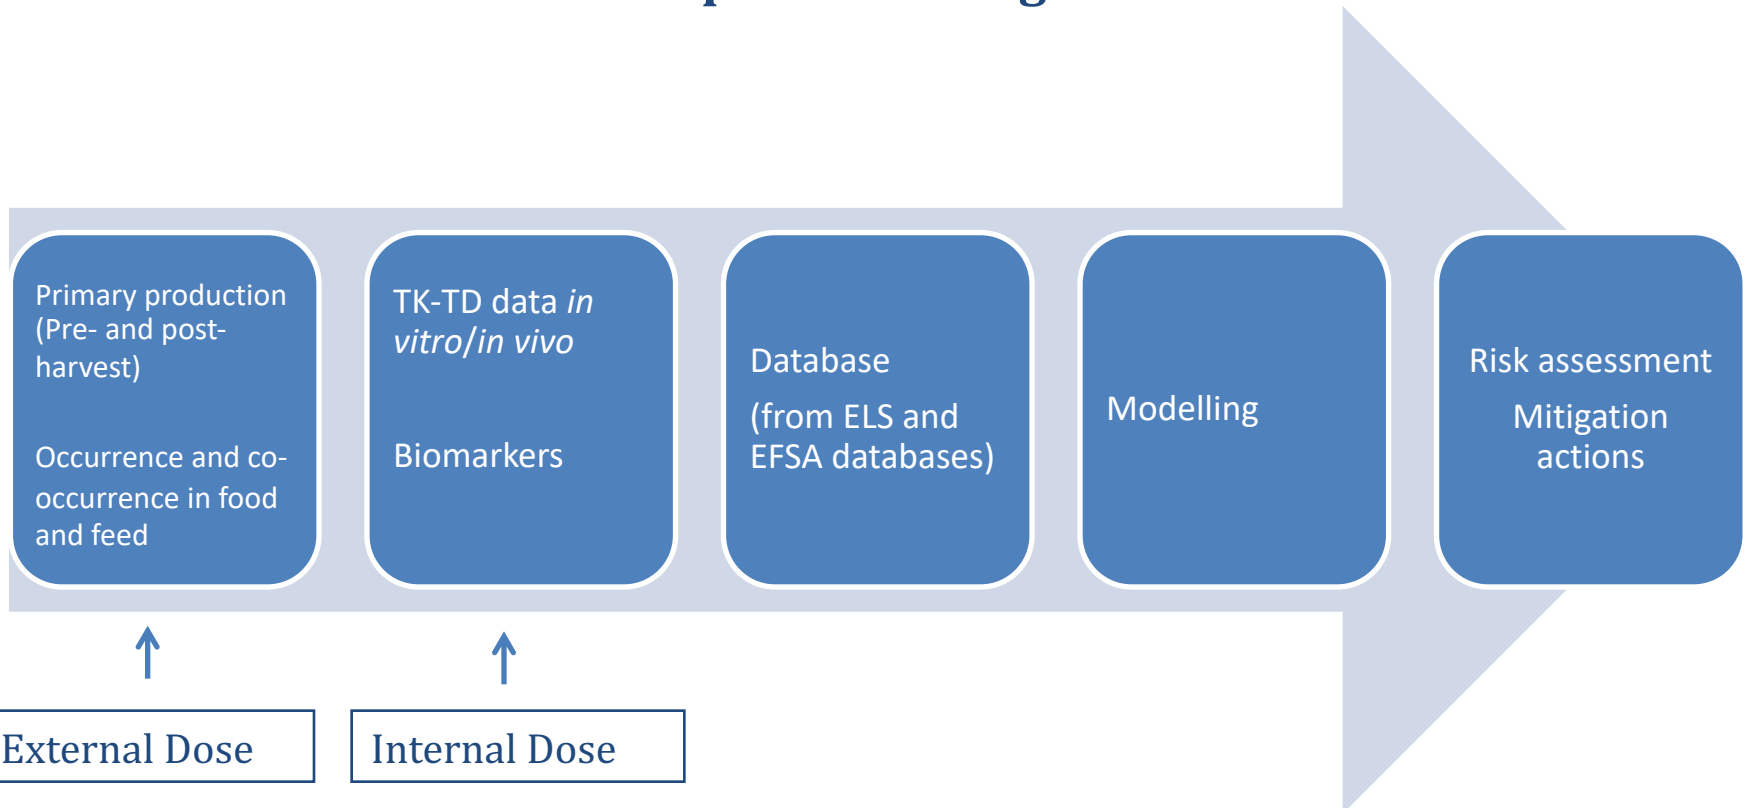 Primary production
(Pre- and post-
harvest)
Occurrence and co-
occurrence in food
and feed
TK-TD data in
vitro/in vivo
Biomarkers
Database
(from ELS and
EFSA databases)
Modelling
Risk assessment
Mitigation
actions
External Dose
Internal Dose